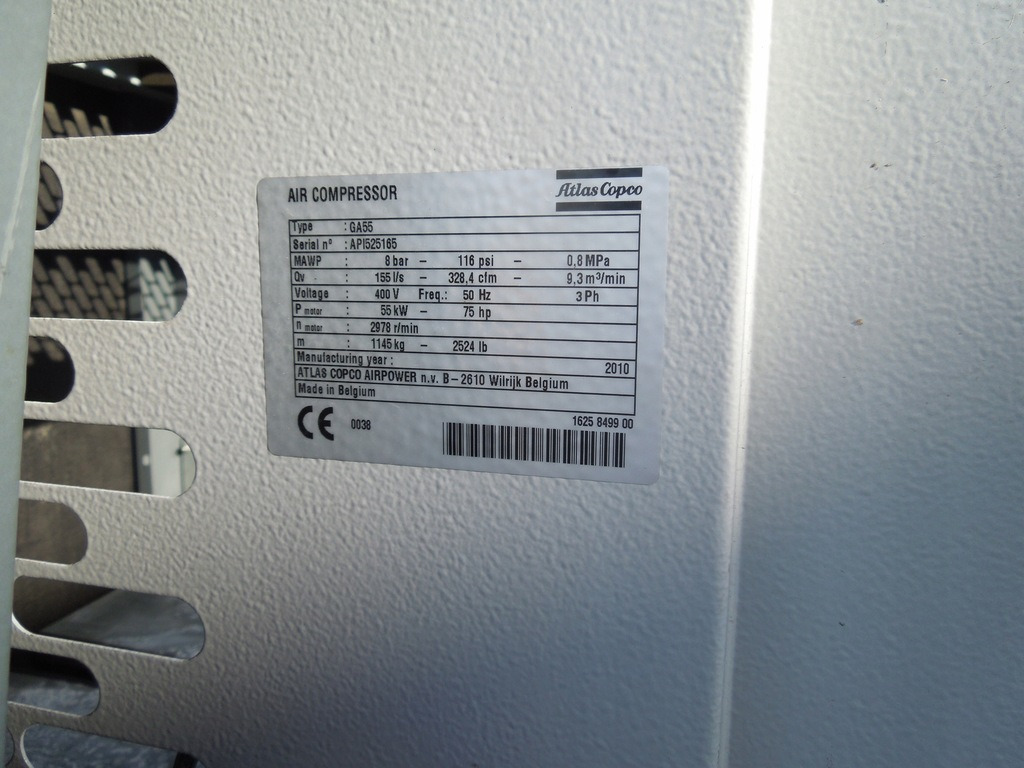 AIR COMPRESSOR
Atlas Copco
Type : GA55
Serial n° : API525165
MAWP : 8 bar – 116 psi – 0,8 MPa
Qv : 155 l/s – 328,4 cfm – 9,3 m³/min
Voltage : 400 V Freq.: 50 Hz 3 Ph
P motor : 55 kW – 75 hp
n motor : 2978 r/min
m : 1145 kg – 2524 lb
Manufacturing year : 2010
ATLAS COPCO AIRPOWER n.v. B–2610 Wilrijk Belgium
Made in Belgium
CE 0038
1625 8499 00